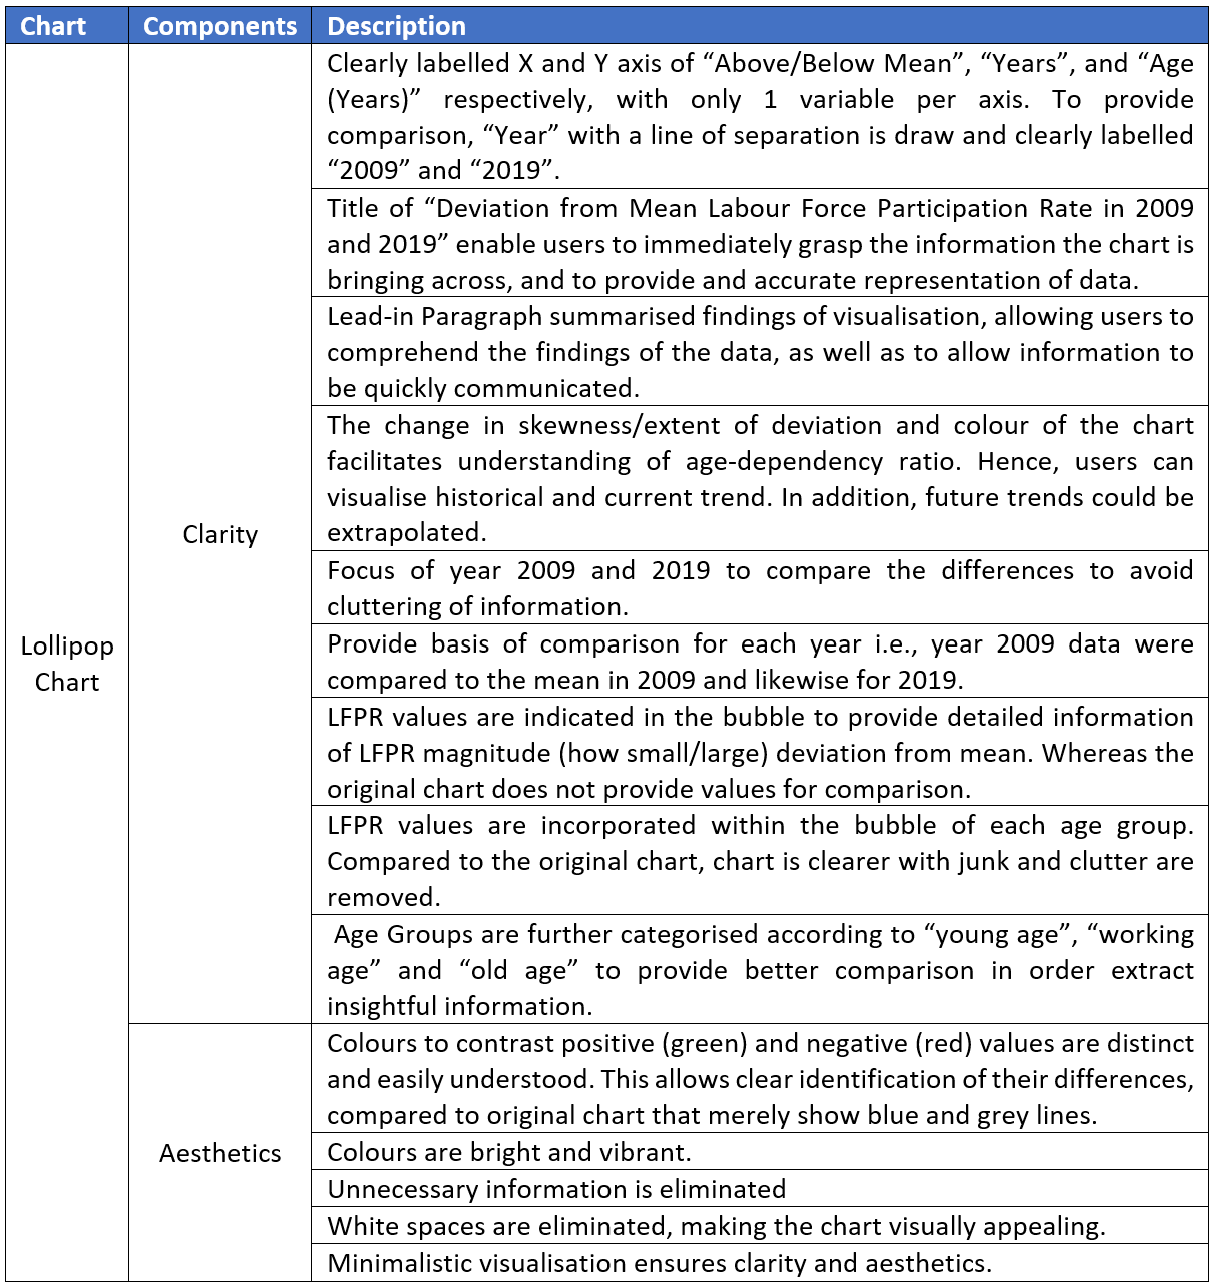 Chart Components Description
Clearly labelled X and Y axis of “Above/Below Mean”, “Years”, and “Age
(Years)” respectively, with only 1 variable per axis. To provide
comparison, “Year” with a line of separation is draw and clearly labelled
“2009” and “2019”.
Title of “Deviation from Mean Labour Force Participation Rate in 2009
and 2019” enable users to immediately grasp the information the chart is
bringing across, and to provide and accurate representation of data.
Lead-in Paragraph summarised findings of visualisation, allowing users to
comprehend the findings of the data, as well as to allow information to
be quickly communicated.
The change in skewness/extent of deviation and colour of the chart
facilitates understanding of age-dependency ratio. Hence, users can
visualise historical and current trend. In addition, future trends could be
extrapolated.
Clarity
Focus of year 2009 and 2019 to compare the differences to avoid
cluttering of information.
Lollipop
Chart
Provide basis of comparison for each year i.e., year 2009 data were
compared to the mean in 2009 and likewise for 2019.
LFPR values are indicated in the bubble to provide detailed information
of LFPR magnitude (how small/large) deviation from mean. Whereas the
original chart does not provide values for comparison.
LFPR values are incorporated within the bubble of each age group.
Compared to the original chart, chart is clearer with junk and clutter are
removed.
Age Groups are further categorised according to “young age”, “working
age” and “old age” to provide better comparison in order extract
insightful information.
Colours to contrast positive (green) and negative (red) values are distinct
and easily understood. This allows clear identification of their differences,
compared to original chart that merely show blue and grey lines.
Aesthetics
Colours are bright and vibrant.
Unnecessary information is eliminated
White spaces are eliminated, making the chart visually appealing.
Minimalistic visualisation ensures clarity and aesthetics.